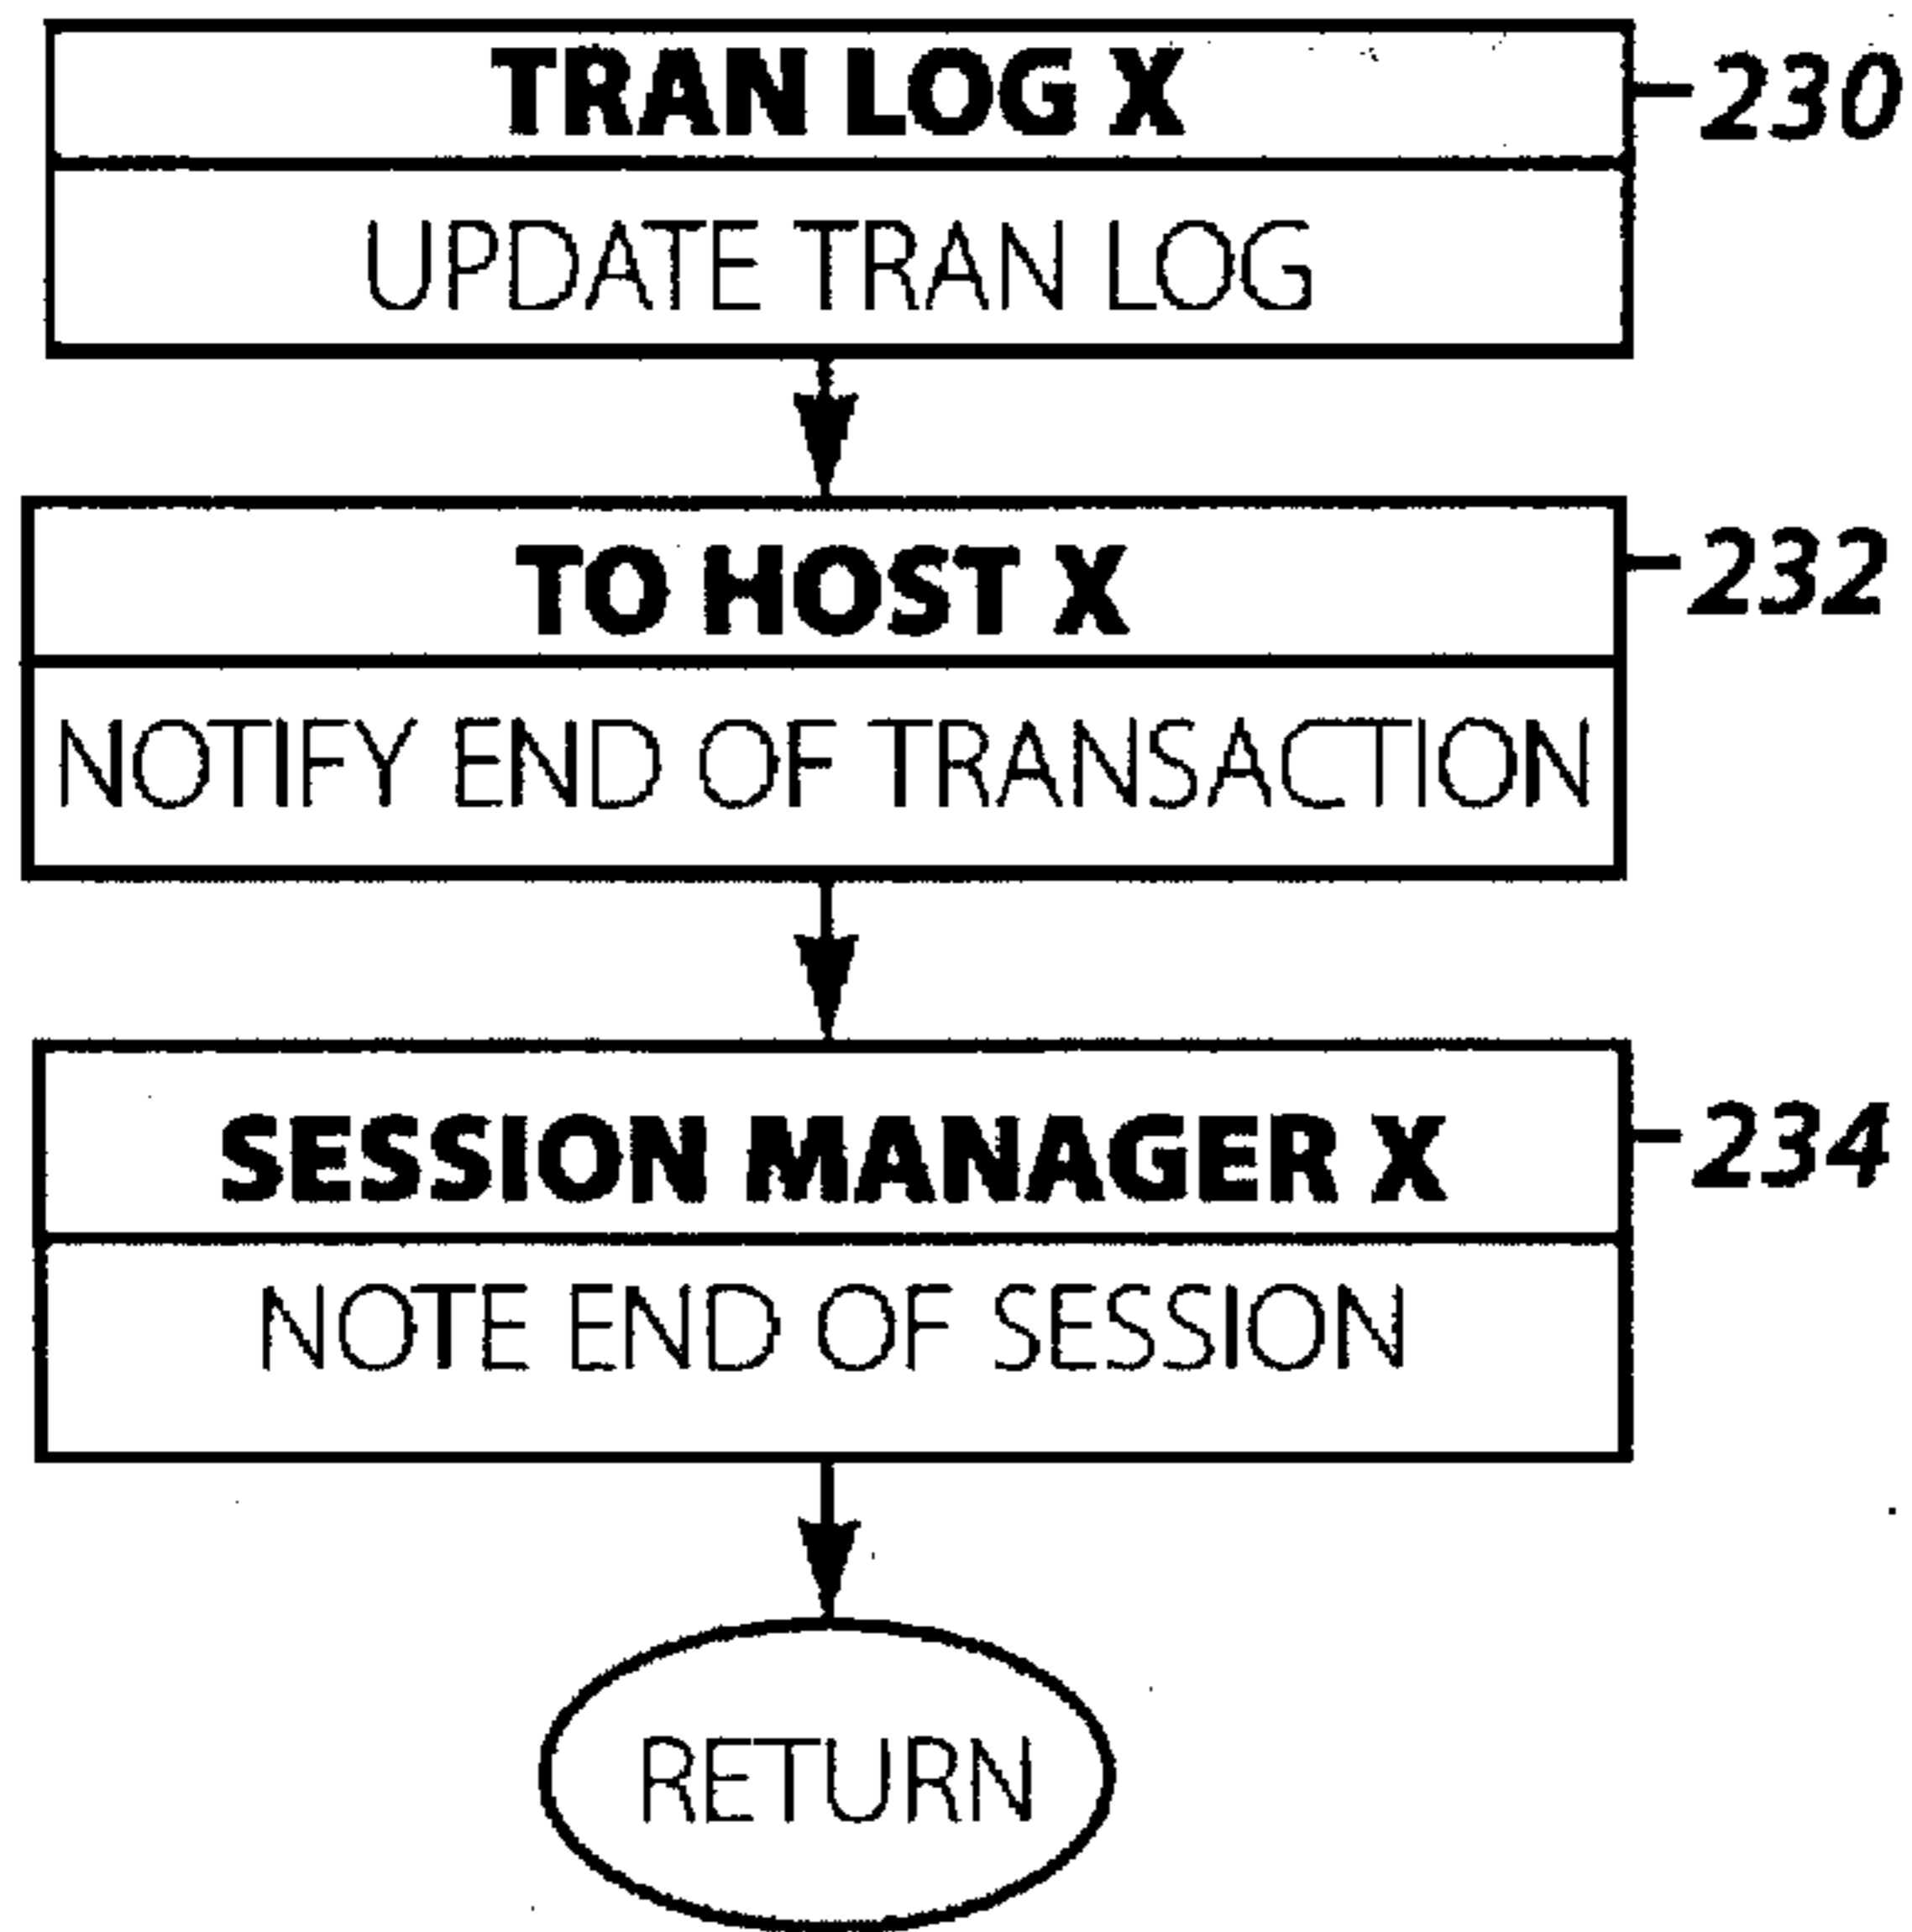 TRAN LOG X
230
UPDATE TRAN LOG
TO HOST X
232
NOTIFY END OF TRANSACTION
SESSION MANAGER X
234
NOTE END OF SESSION
RETURN